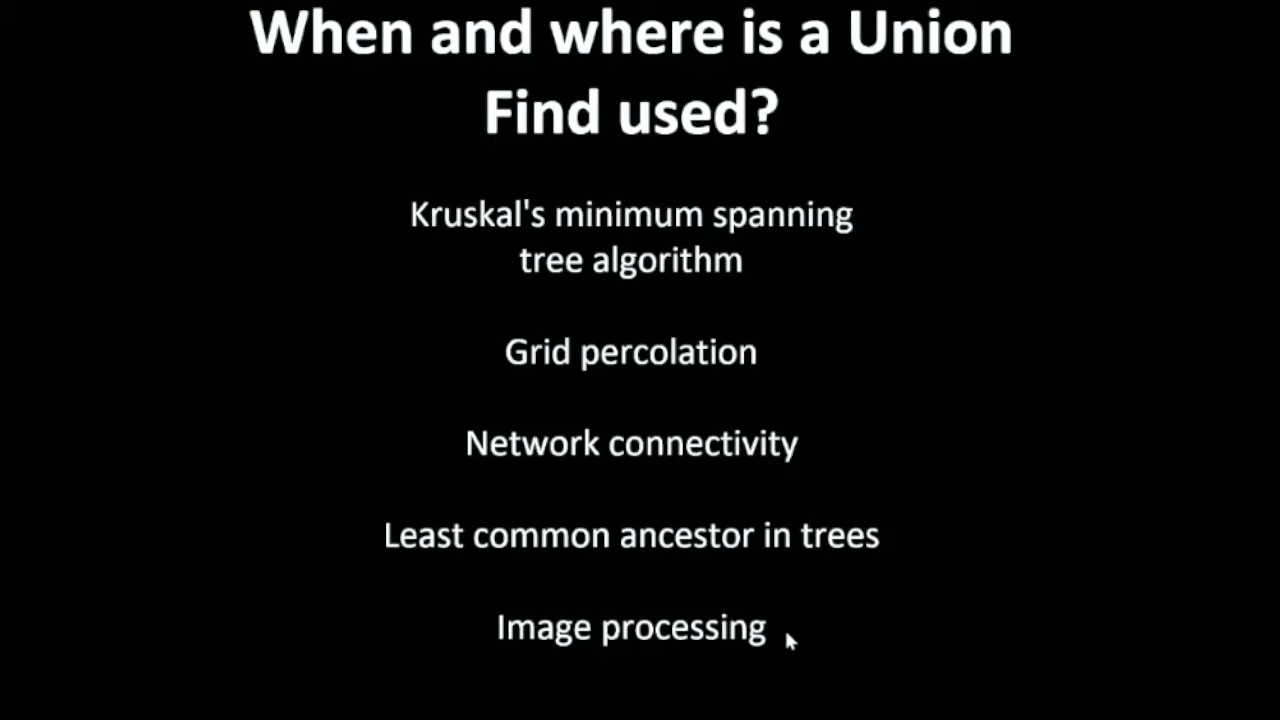 When and where is a Union
Find used?
Kruskal's minimum spanning
tree algorithm
Grid percolation
Network connectivity
Least common ancestor in trees
Image processing